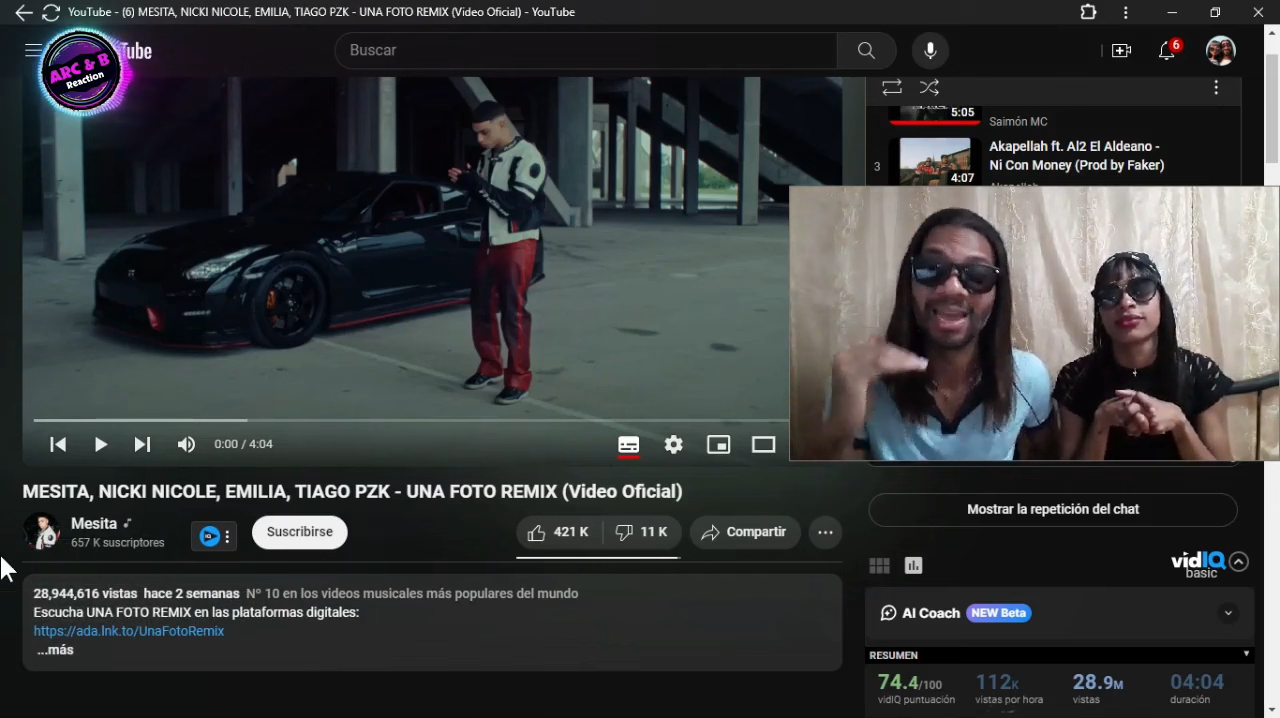 YouTube - (6) MESITA, NICKI NICOLE, EMILIA, TIAGO PZK - UNA FOTO REMIX (Video Oficial) - YouTube
ARC & B
Reaction
Buscar
6
5:05
Saimón MC
3
4:07
Akapellah ft. Al2 El Aldeano -
Ni Con Money (Prod by Faker)
0:00 / 4:04
MESITA, NICKI NICOLE, EMILIA, TIAGO PZK - UNA FOTO REMIX (Video Oficial)
Mesita
657 K suscriptores
Suscribirse
421 K
11 K
Compartir
Mostrar la repetición del chat
28,944,616 vistas hace 2 semanas Nº 10 en los videos musicales más populares del mundo
Escucha UNA FOTO REMIX en las plataformas digitales:
https://ada.lnk.to/UnaFotoRemix
...más
vidIQ
basic
AI Coach NEW Beta
RESUMEN
74.4/100
vidIQ puntuación
112K
vistas por hora
28.9M
vistas
04:04
duración